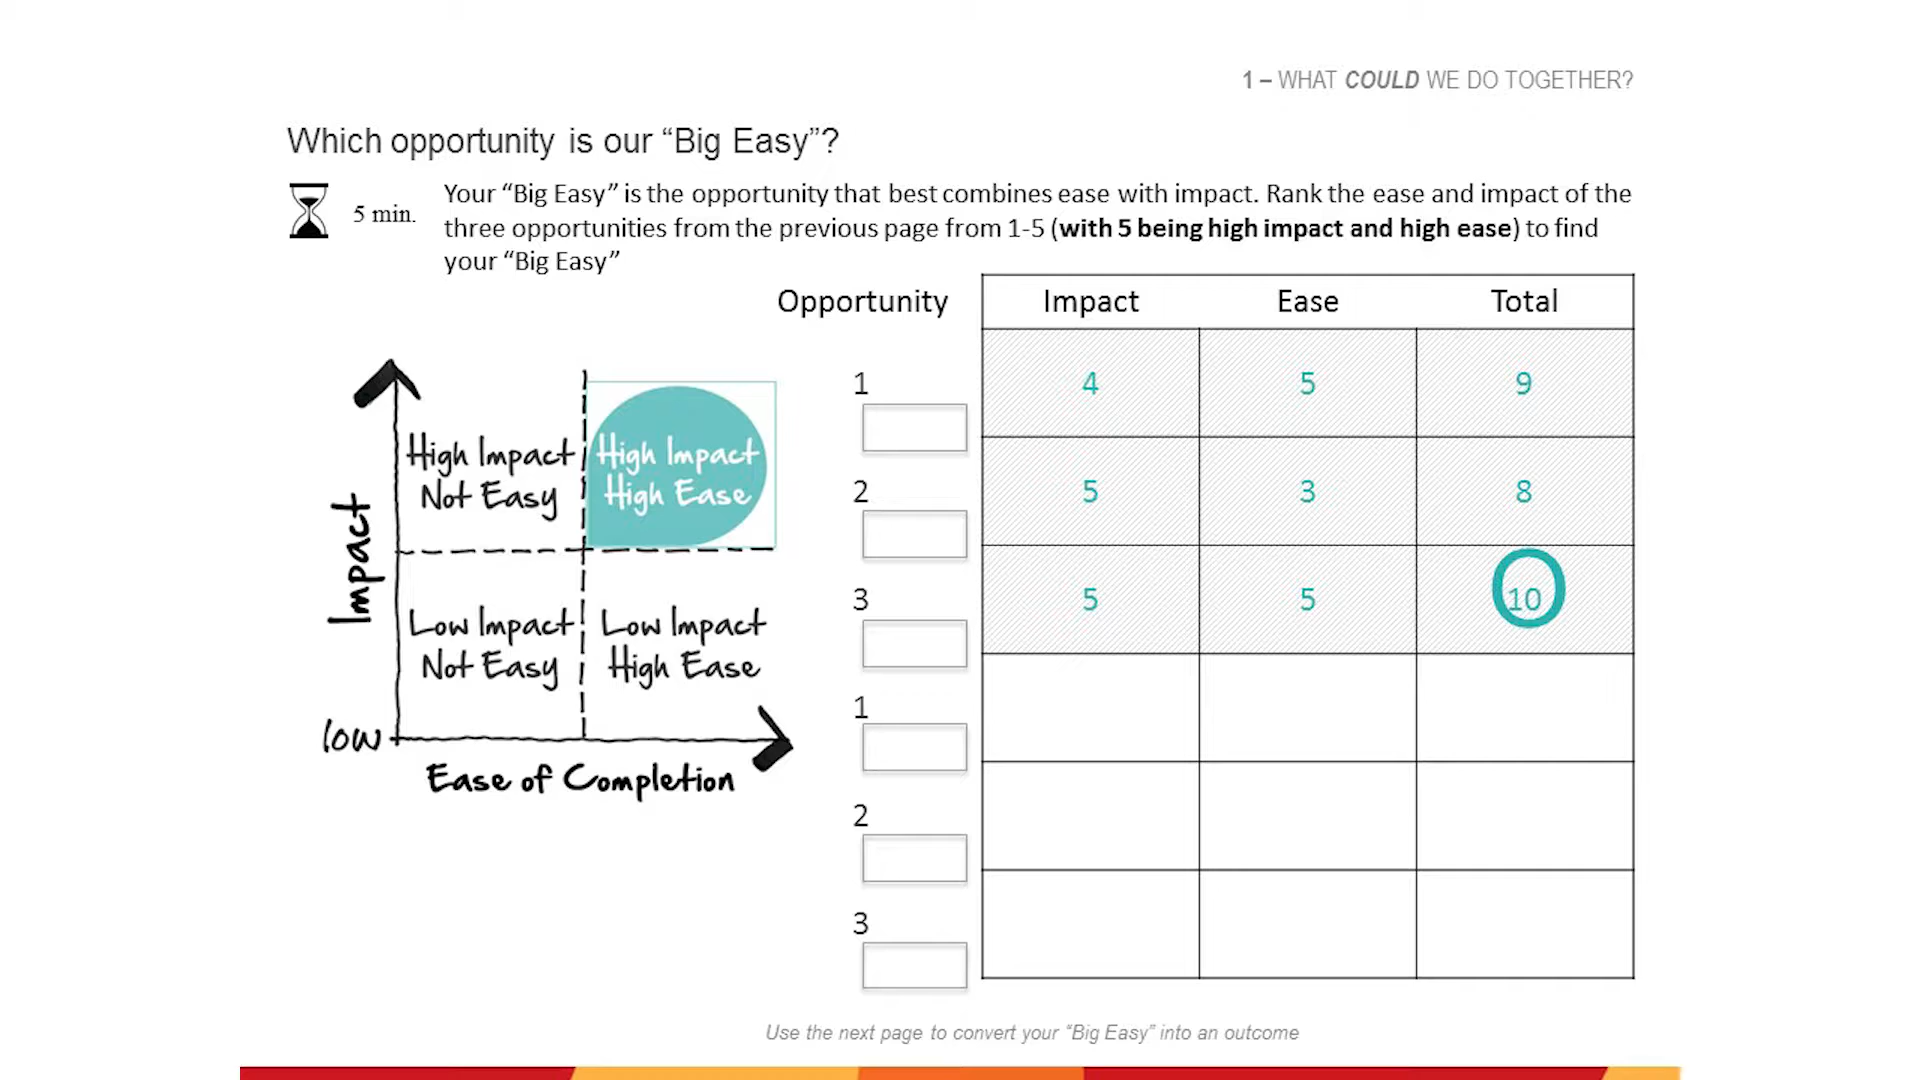 1 – WHAT COULD WE DO TOGETHER?
Which opportunity is our “Big Easy”?
5 min.
Your “Big Easy” is the opportunity that best combines ease with impact. Rank the ease and impact of the
three opportunities from the previous page from 1-5 (with 5 being high impact and high ease) to find
your “Big Easy”
Opportunity Impact Ease Total
1 4 5 9
2 5 3 8
3 5 5 10
1
2
3
Impact
High Impact
Not Easy
High Impact
High Ease
Low Impact
Not Easy
Low Impact
High Ease
low
Ease of Completion
Use the next page to convert your “Big Easy” into an outcome